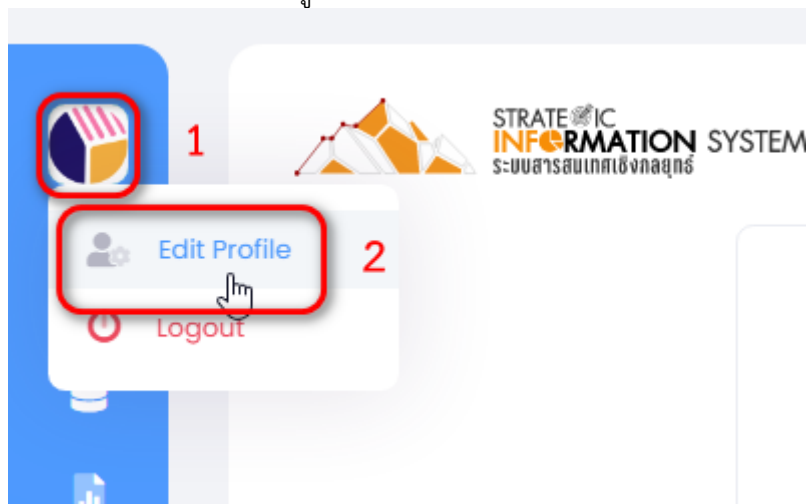 1
STRATEGIC
INFORMATION SYSTEM
ระบบสารสนเทศเชิงกลยุทธ์
Edit Profile
2
Logout